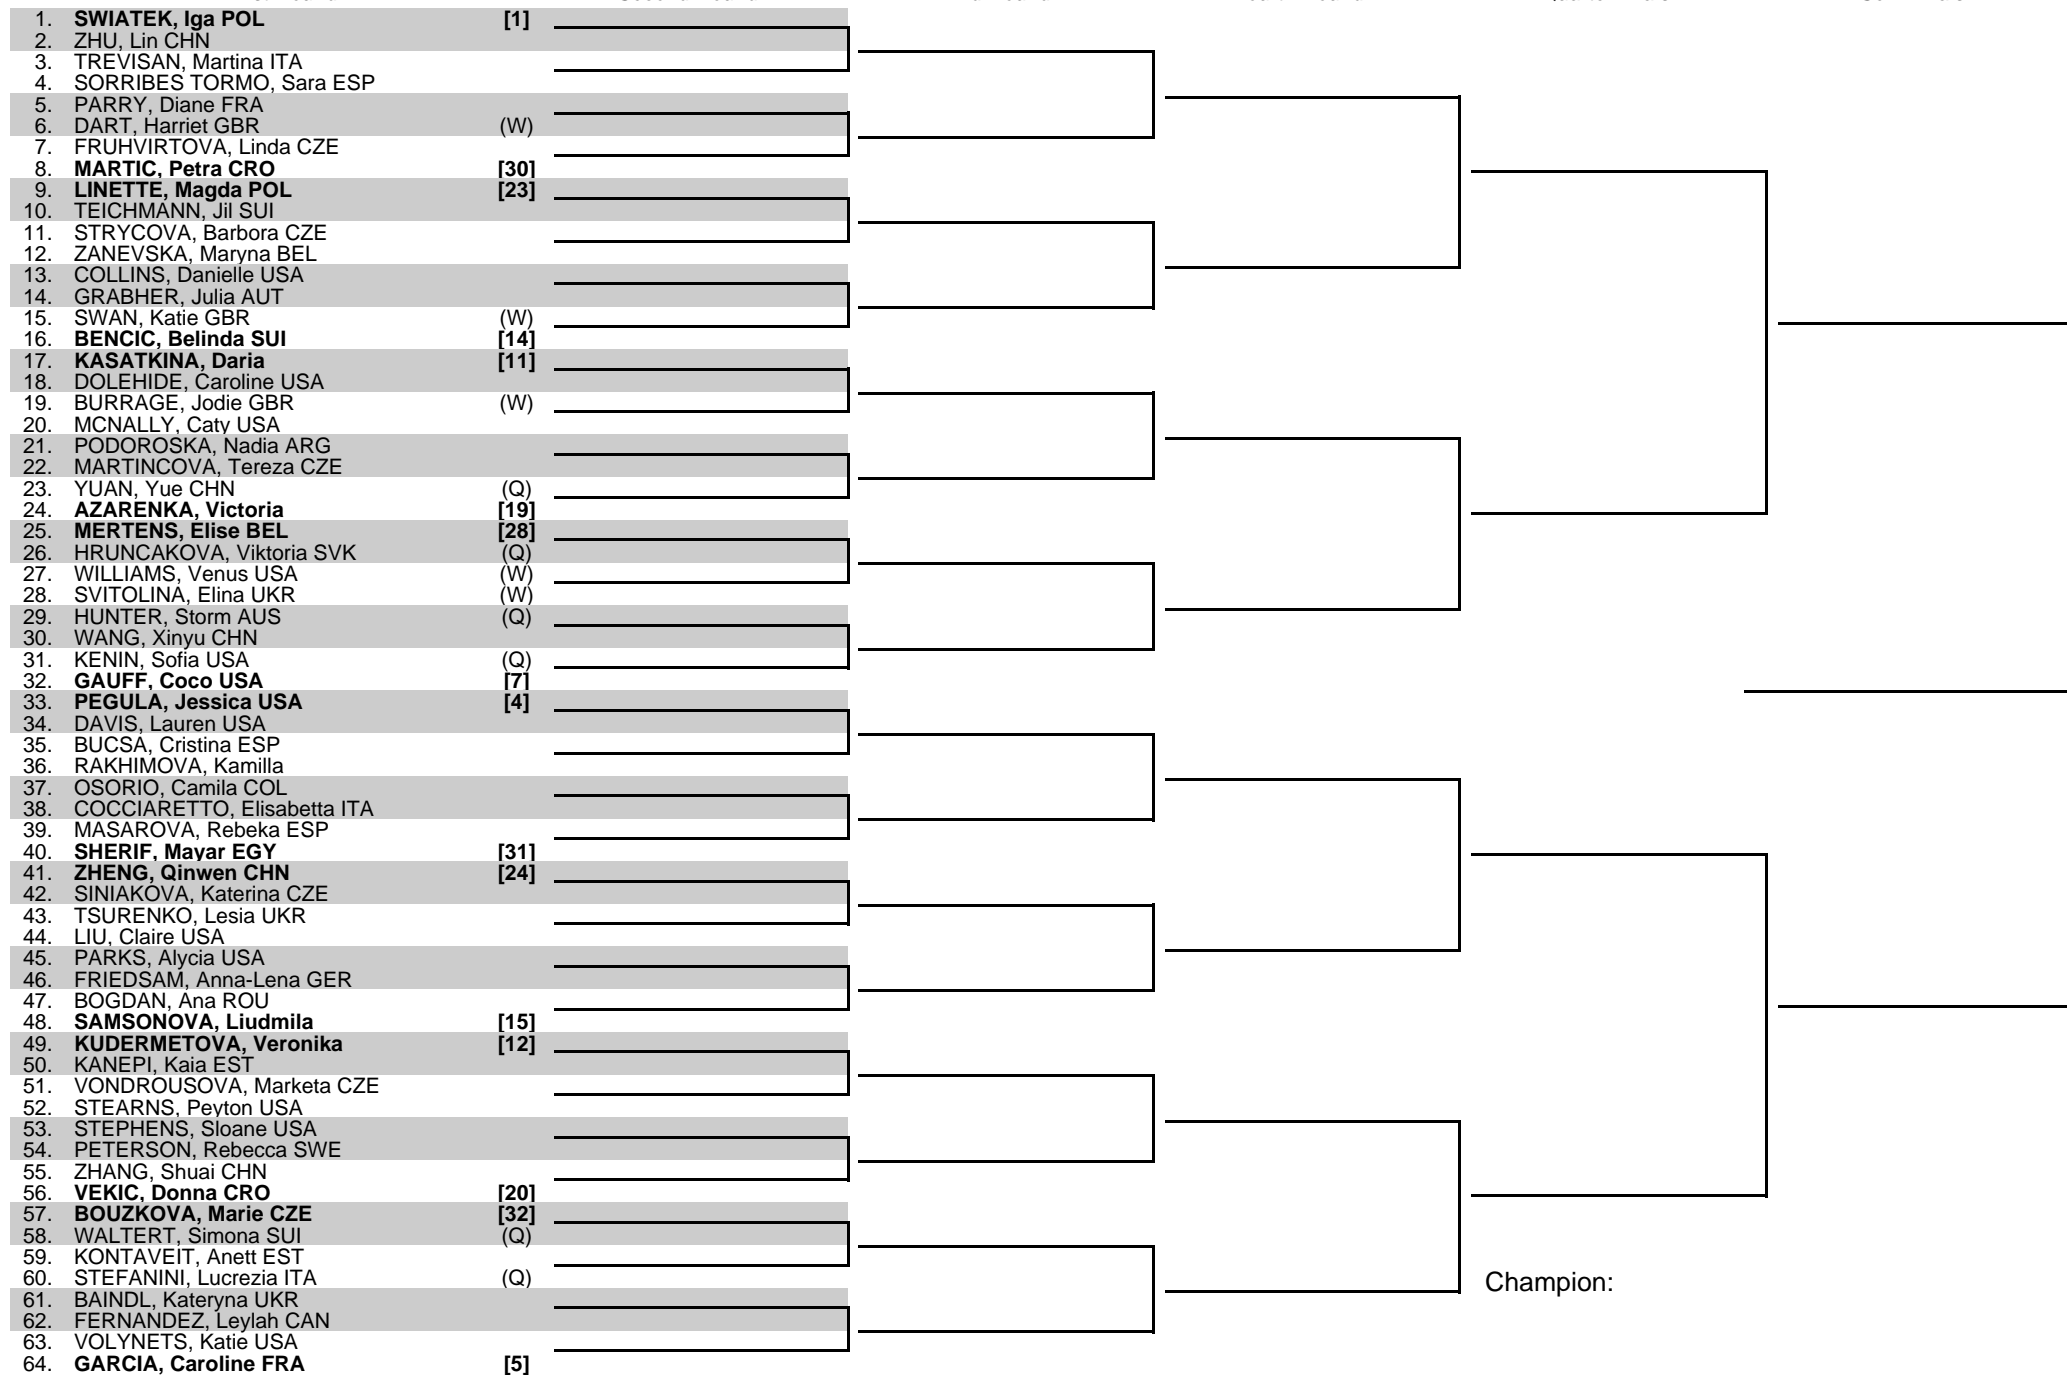 1. SWIATEK, Iga POL [1]
2. ZHU, Lin CHN
3. TREVISAN, Martina ITA
4. SORRIBES TORMO, Sara ESP
5. PARRY, Diane FRA
6. DART, Harriet GBR (W)
7. FRUHVIRTOVA, Linda CZE
8. MARTIC, Petra CRO [30]
9. LINETTE, Magda POL [23]
10. TEICHMANN, Jil SUI
11. STRYCOVA, Barbora CZE
12. ZANEVSKA, Maryna BEL
13. COLLINS, Danielle USA
14. GRABHER, Julia AUT
15. SWAN, Katie GBR (W)
16. BENCIC, Belinda SUI [14]
17. KASATKINA, Daria [11]
18. DOLEHIDE, Caroline USA
19. BURRAGE, Jodie GBR (W)
20. MCNALLY, Caty USA
21. PODOROSKA, Nadia ARG
22. MARTINCOVA, Tereza CZE
23. YUAN, Yue CHN (Q)
24. AZARENKA, Victoria [19]
25. MERTENS, Elise BEL [28]
26. HRUNCAKOVA, Viktoria SVK (Q)
27. WILLIAMS, Venus USA (W)
28. SVITOLINA, Elina UKR (W)
29. HUNTER, Storm AUS (Q)
30. WANG, Xinyu CHN
31. KENIN, Sofia USA (Q)
32. GAUFF, Coco USA [7]
33. PEGULA, Jessica USA [4]
34. DAVIS, Lauren USA
35. BUCSA, Cristina ESP
36. RAKHIMOVA, Kamilla
37. OSORIO, Camila COL
38. COCCIARETTO, Elisabetta ITA
39. MASAROVA, Rebeka ESP
40. SHERIF, Mayar EGY [31]
41. ZHENG, Qinwen CHN [24]
42. SINIAKOVA, Katerina CZE
43. TSURENKO, Lesia UKR
44. LIU, Claire USA
45. PARKS, Alycia USA
46. FRIEDSAM, Anna-Lena GER
47. BOGDAN, Ana ROU
48. SAMSONOVA, Liudmila [15]
49. KUDERMETOVA, Veronika [12]
50. KANEPI, Kaia EST
51. VONDROUSOVA, Marketa CZE
52. STEARNS, Peyton USA
53. STEPHENS, Sloane USA
54. PETERSON, Rebecca SWE
55. ZHANG, Shuai CHN
56. VEKIC, Donna CRO [20]
57. BOUZKOVA, Marie CZE [32]
58. WALTERT, Simona SUI (Q)
59. KONTAVEIT, Anett EST
60. STEFANINI, Lucrezia ITA (Q)
Champion:
61. BAINDL, Kateryna UKR
62. FERNANDEZ, Leylah CAN
63. VOLYNETS, Katie USA
64. GARCIA, Caroline FRA [5]